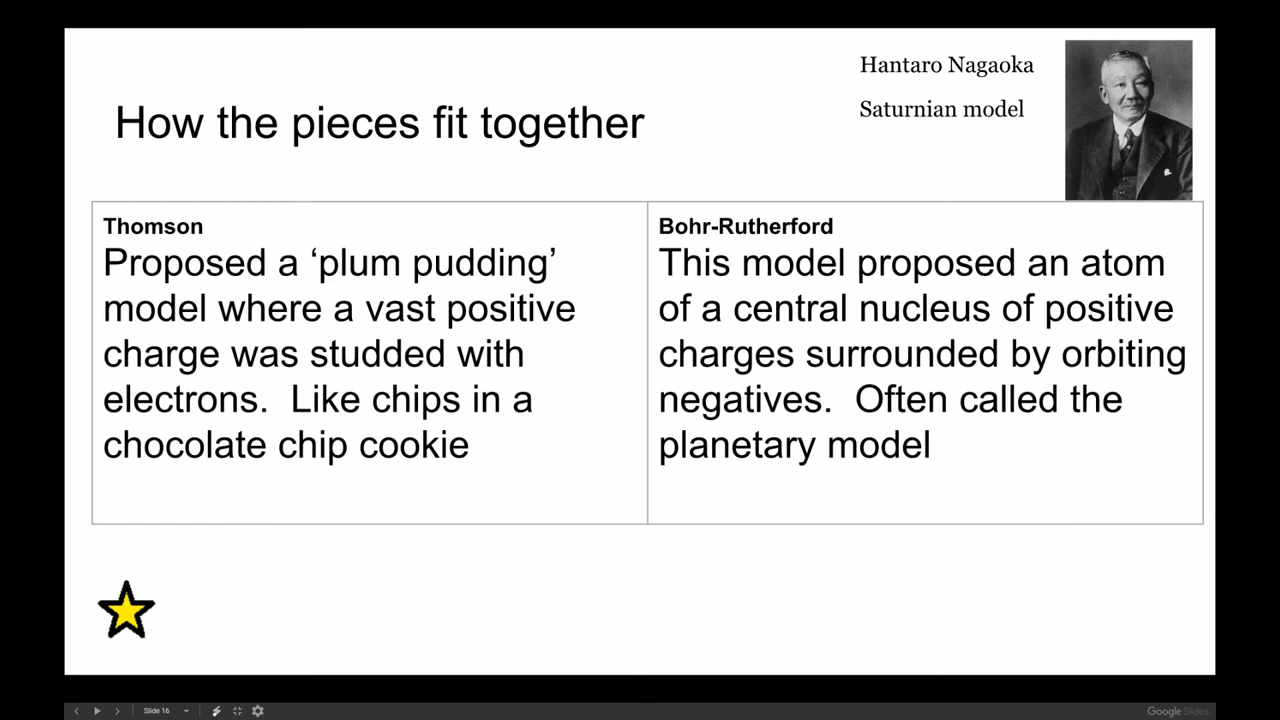 Hantaro Nagaoka
Saturnian model
How the pieces fit together
Thomson
Proposed a ‘plum pudding’
model where a vast positive
charge was studded with
electrons.  Like chips in a
chocolate chip cookie
Bohr-Rutherford
This model proposed an atom
of a central nucleus of positive
charges surrounded by orbiting
negatives.  Often called the
planetary model
Slide 16
Google Slides